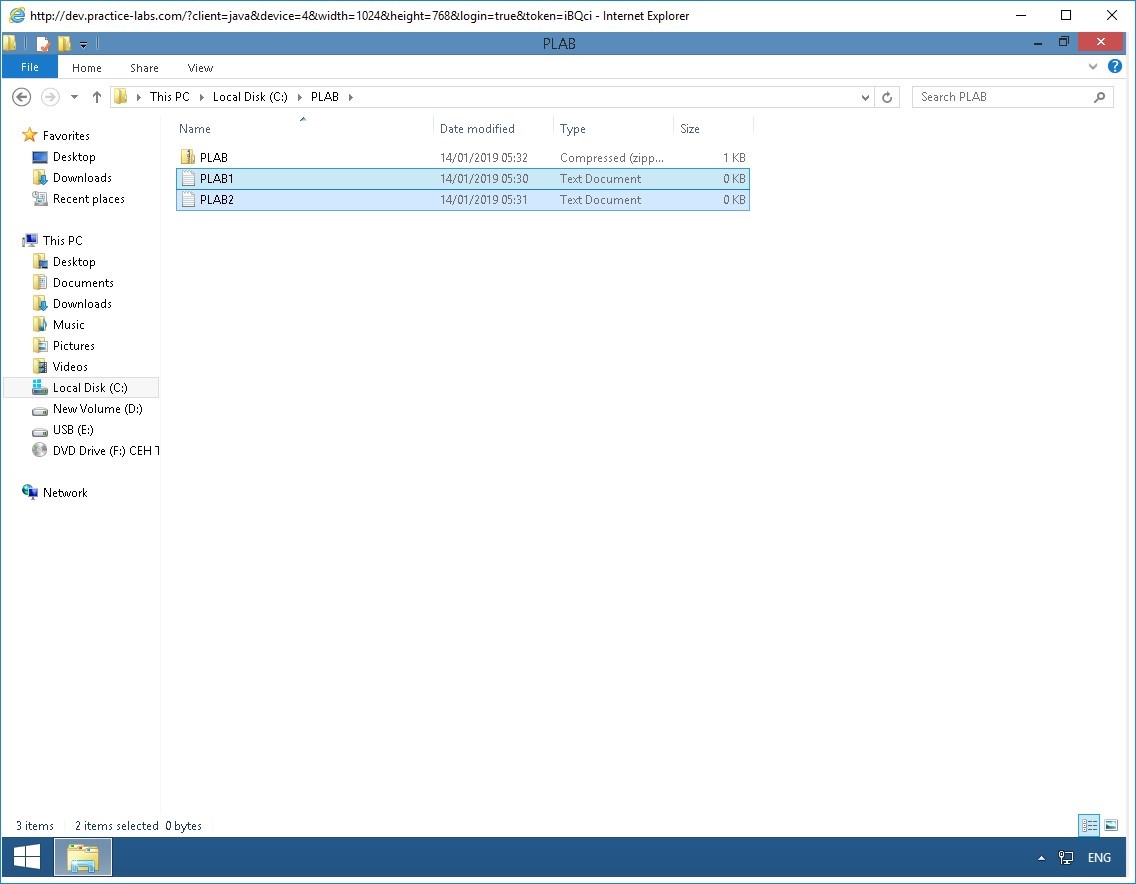 http://dev.practice-labs.com/?client=java&device=4&width=1024&height=768&login=true&token=iBQci - Internet Explorer
PLAB
File Home Share View
This PC Local Disk (C:) PLAB Search PLAB
Name Date modified Type Size
PLAB 14/01/2019 05:32 Compressed (zipp... 1 KB
PLAB1 14/01/2019 05:30 Text Document 0 KB
PLAB2 14/01/2019 05:31 Text Document 0 KB
Favorites
Desktop
Downloads
Recent places
This PC
Desktop
Documents
Downloads
Music
Pictures
Videos
Local Disk (C:)
New Volume (D:)
USB (E:)
DVD Drive (F:) CEH T
Network
3 items 2 items selected 0 bytes
ENG